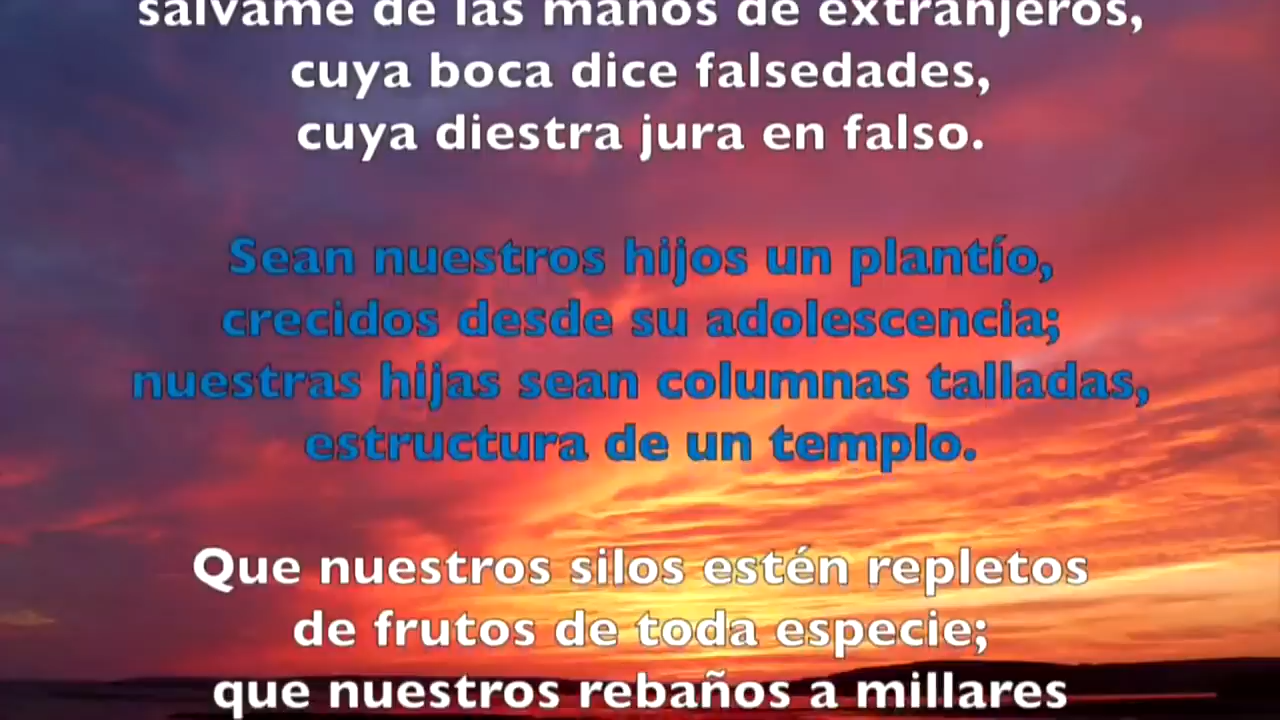 sálvame de las manos de extranjeros,
cuya boca dice falsedades,
cuya diestra jura en falso.
Sean nuestros hijos un plantío,
crecidos desde su adolescencia;
nuestras hijas sean columnas talladas,
estructura de un templo.
Que nuestros silos estén repletos
de frutos de toda especie;
que nuestros rebaños a millares